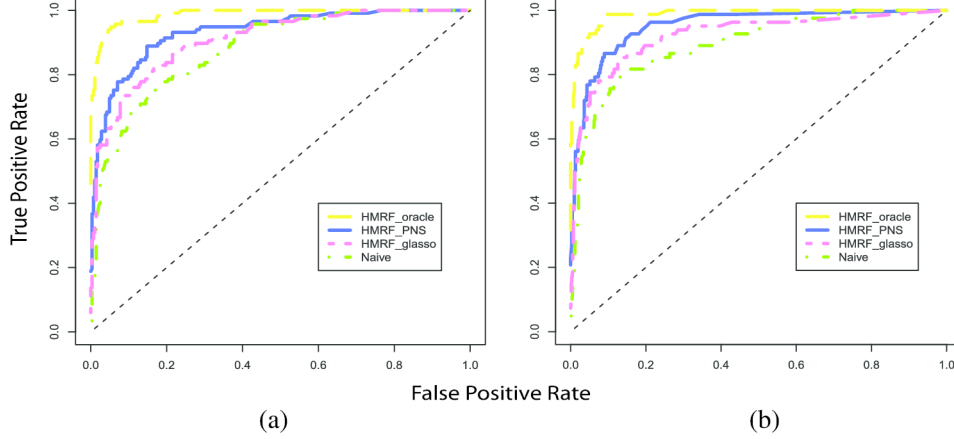 True Positive Rate
1.0
0.8
0.6
0.4
0.2
0.0
HMRF_oracle
HMRF_PNS
HMRF_glasso
Naive
0.0 0.2 0.4 0.6 0.8 1.0
1.0
0.8
0.6
0.4
0.2
0.0
HMRF_oracle
HMRF_PNS
HMRF_glasso
Naive
0.0 0.2 0.4 0.6 0.8 1.0
False Positive Rate
(a) (b)